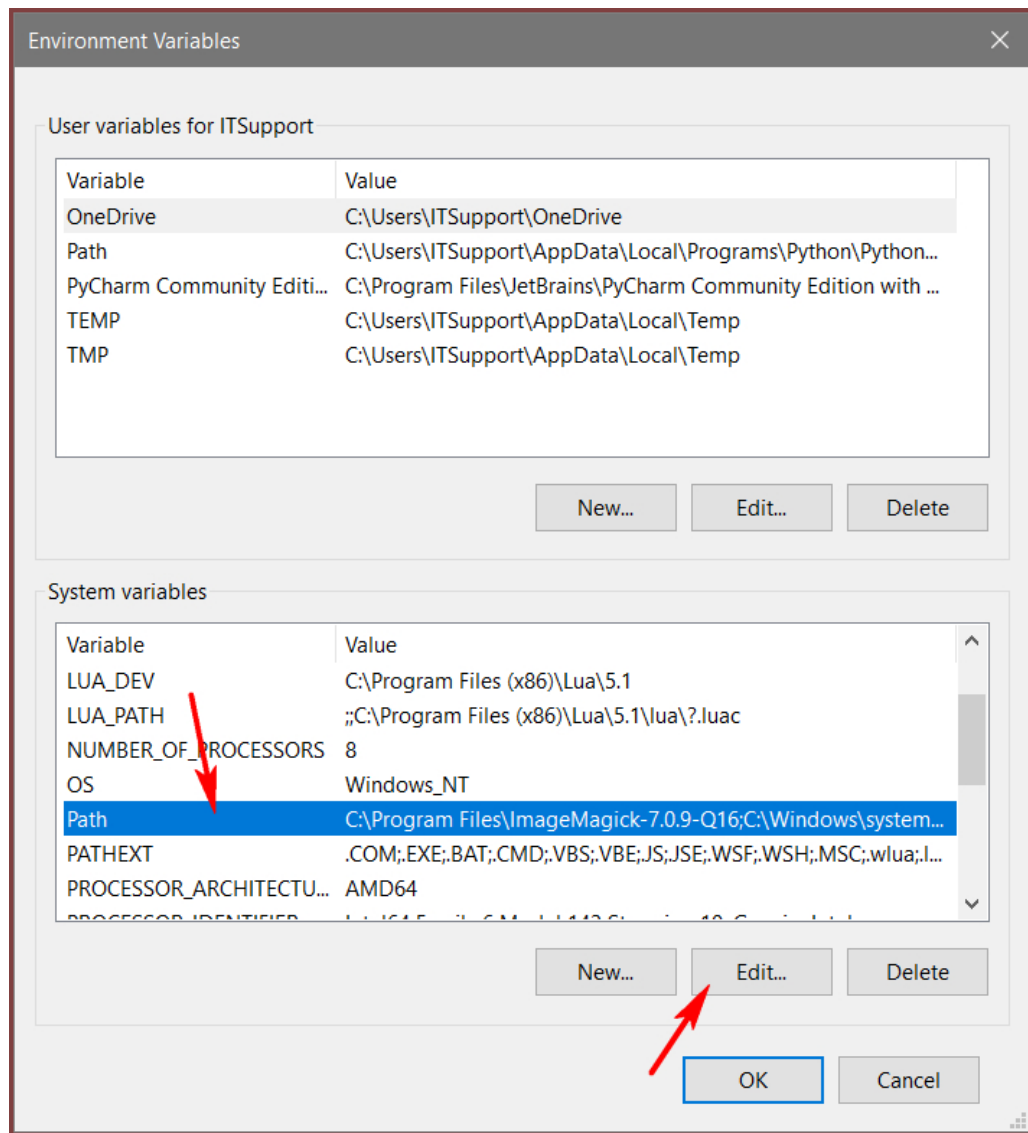 Environment Variables
User variables for ITSupport
Variable Value
OneDrive C:\Users\ITSupport\OneDrive
Path C:\Users\ITSupport\AppData\Local\Programs\Python\Python...
PyCharm Community Editi... C:\Program Files\JetBrains\PyCharm Community Edition with ...
TEMP C:\Users\ITSupport\AppData\Local\Temp
TMP C:\Users\ITSupport\AppData\Local\Temp
New... Edit... Delete
System variables
Variable Value
LUA_DEV C:\Program Files (x86)\Lua\5.1
LUA_PATH ;;C:\Program Files (x86)\Lua\5.1\lua\?.luac
NUMBER_OF_PROCESSORS 8
OS Windows_NT
Path C:\Program Files\ImageMagick-7.0.9-Q16;C:\Windows\system...
PATHEXT .COM;.EXE;.BAT;.CMD;.VBS;.VBE;.JS;.JSE;.WSF;.WSH;.MSC;.wlua;.l...
PROCESSOR_ARCHITECTU... AMD64
New... Edit... Delete
OK Cancel